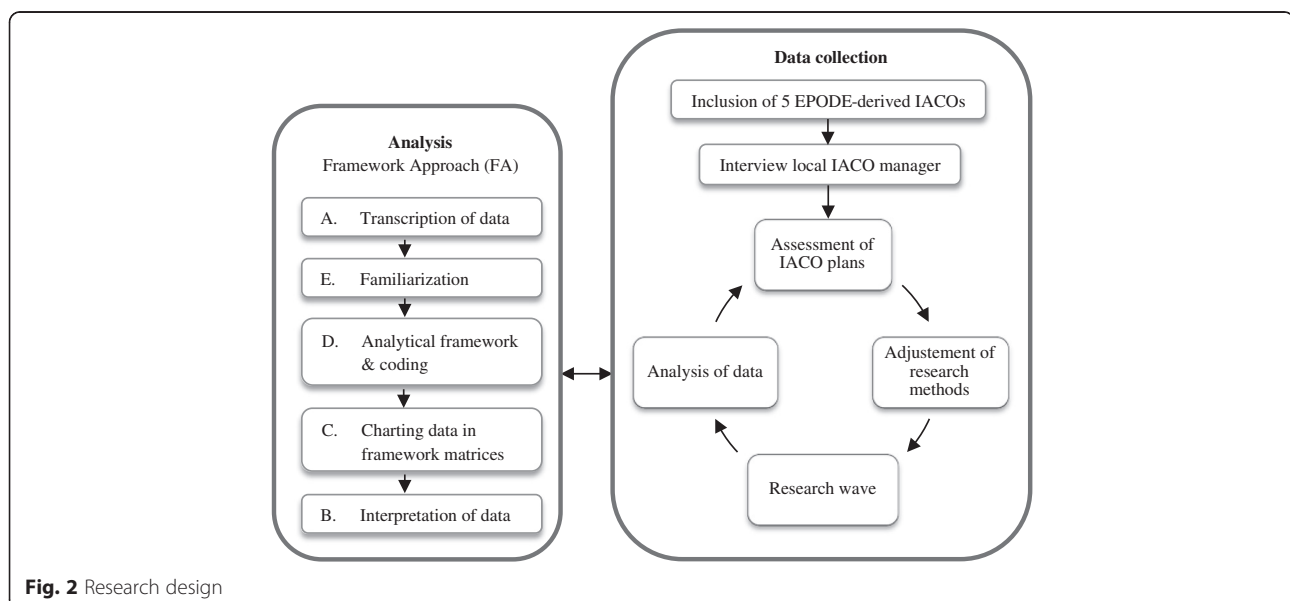 Analysis
Framework Approach (FA)
A. Transcription of data
E. Familiarization
D. Analytical framework
& coding
C. Charting data in
framework matrices
B. Interpretation of data
Data collection
Inclusion of 5 EPODE-derived IACOs
Interview local IACO manager
Assessment of
IACO plans
Adjustement of
research
methods
Research wave
Analysis of data
Fig. 2 Research design